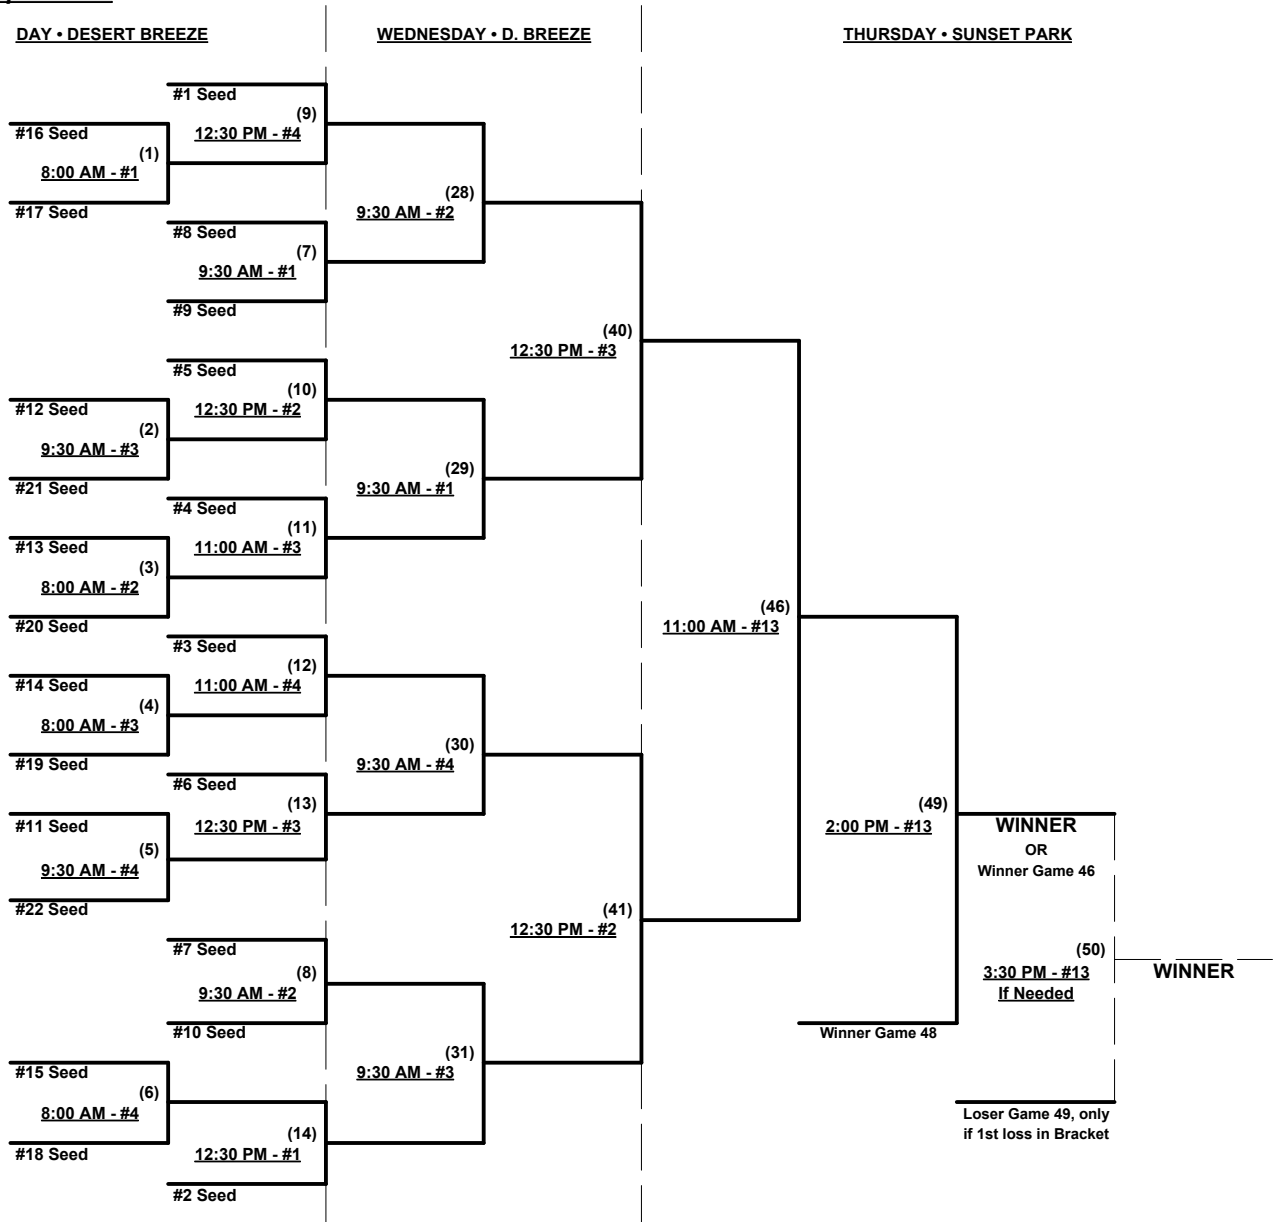 DAY • DESERT BREEZE
WEDNESDAY • D. BREEZE
THURSDAY • SUNSET PARK
#1 Seed
(9)
12:30 PM - #4
#16 Seed
(1)
8:00 AM - #1
#17 Seed
(28)
9:30 AM - #2
#8 Seed
(7)
9:30 AM - #1
#9 Seed
(40)
12:30 PM - #3
#5 Seed
(10)
12:30 PM - #2
#12 Seed
(2)
9:30 AM - #3
#21 Seed
(29)
9:30 AM - #1
#4 Seed
(11)
11:00 AM - #3
#13 Seed
(3)
8:00 AM - #2
#20 Seed
(46)
11:00 AM - #13
#3 Seed
(12)
11:00 AM - #4
#14 Seed
(4)
8:00 AM - #3
#19 Seed
(30)
9:30 AM - #4
#6 Seed
(13)
12:30 PM - #3
#11 Seed
(5)
9:30 AM - #4
#22 Seed
(49)
2:00 PM - #13
WINNER
OR
Winner Game 46
(41)
12:30 PM - #2
#7 Seed
(8)
9:30 AM - #2
#10 Seed
(50)
3:30 PM - #13
If Needed
WINNER
Winner Game 48
(31)
9:30 AM - #3
#15 Seed
(6)
8:00 AM - #4
#18 Seed
(14)
12:30 PM - #1
#2 Seed
Loser Game 49, only
if 1st loss in Bracket